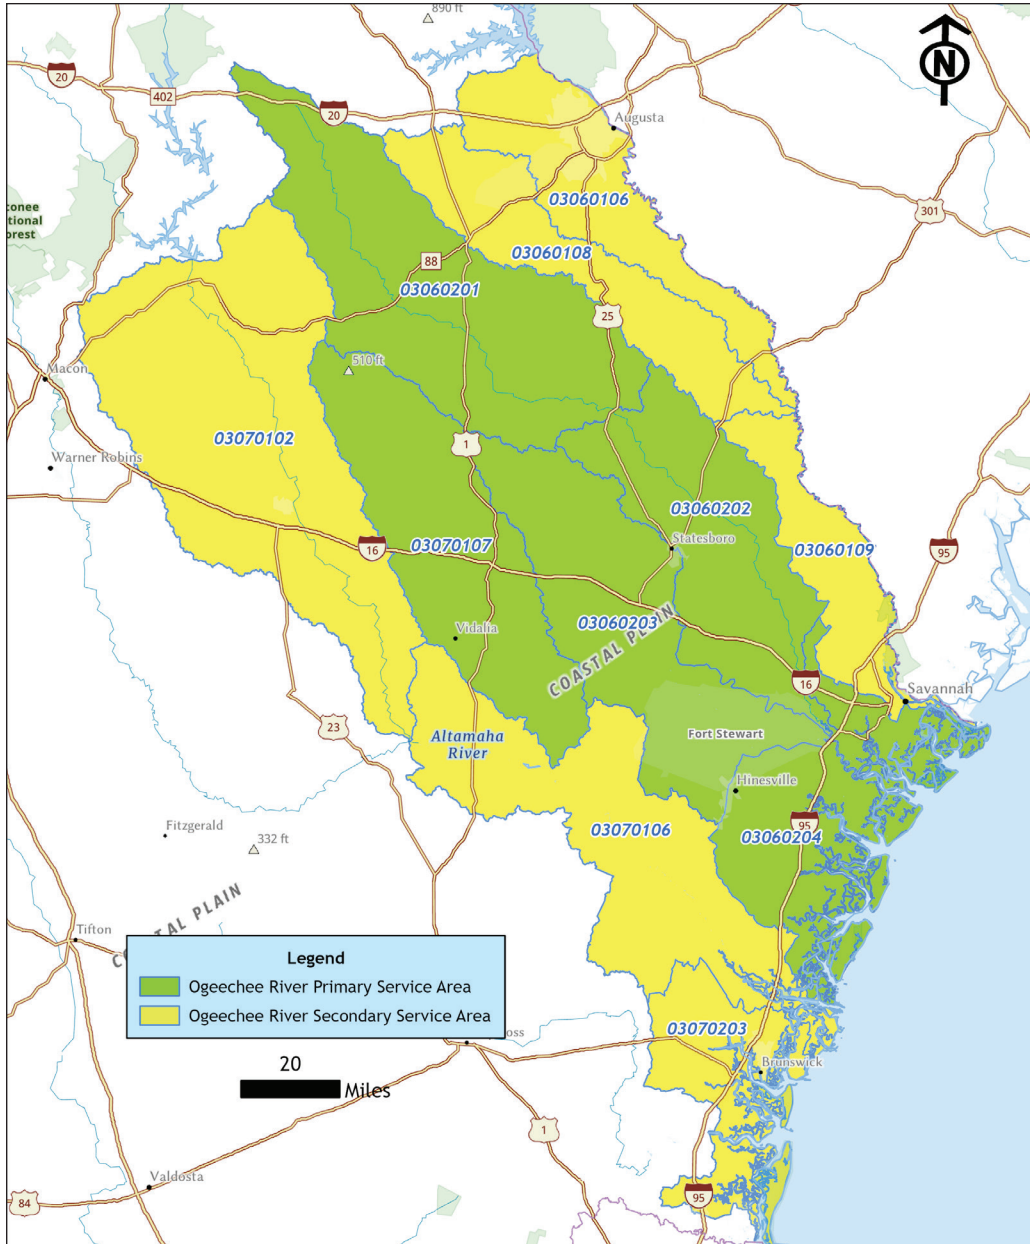 890 ft
N
20
402
20
Augusta
conee
tional
orest
03060106
301
03060108
88
03060201
25
510 ft
Macon
03070102
1
Warner Robins
03060202
Statesboro
95
16
03070107
03060109
03060203
Vidalia
COASTAL PLAIN
16
Savannah
23
Altamaha
River
Fort Stewart
Hinesville
Fitzgerald
332 ft
03070106
95
03060204
COASTAL PLAIN
Tifton
Legend
Ogeechee River Primary Service Area
Ogeechee River Secondary Service Area
oss
03070203
20
Miles
Brunswick
1
Valdosta
84
95